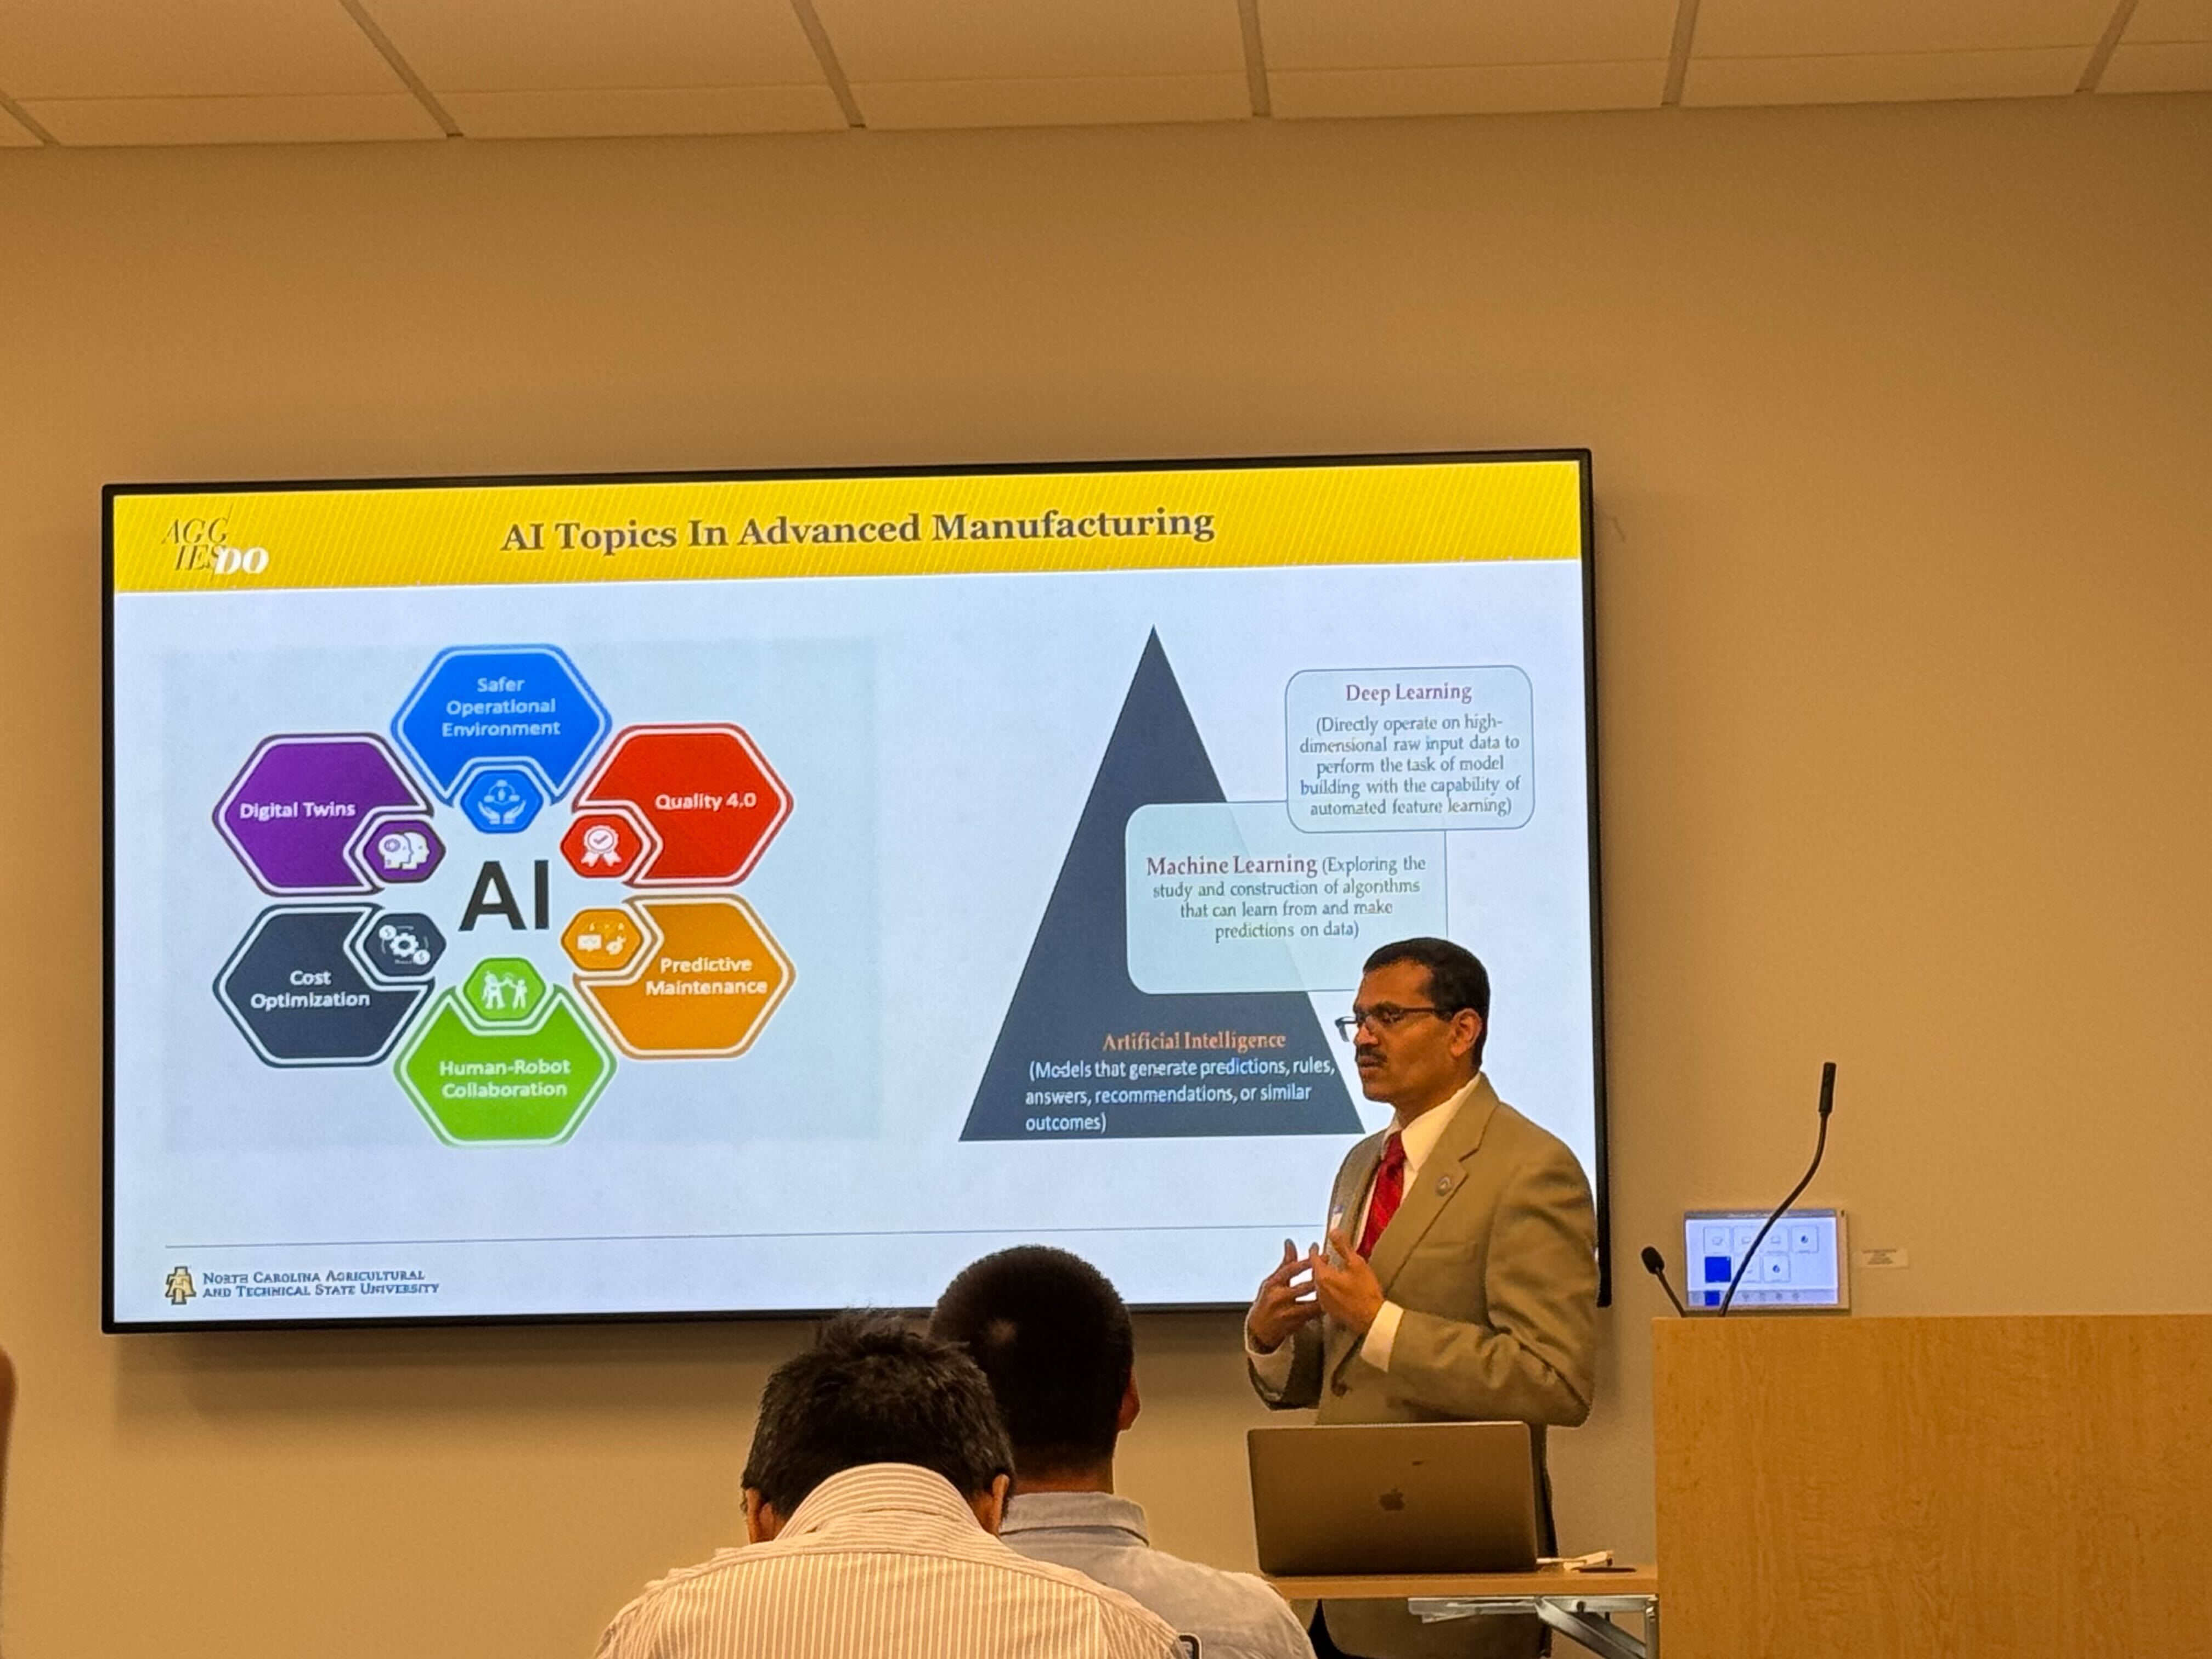 AGG
IESDO
AI Topics In Advanced Manufacturing
Safer
Operational
Environment
Digital Twins
Quality 4.0
AI
Cost
Optimization
Predictive
Maintenance
Human-Robot
Collaboration
Deep Learning
(Directly operate on high-
dimensional raw input data to
perform the task of model
building with the capability of
automated feature learning)
Machine Learning (Exploring the
study and construction of algorithms
that can learn from and make
predictions on data)
Artificial Intelligence
(Models that generate predictions, rules,
answers, recommendations, or similar
outcomes)
North Carolina Agricultural
and Technical State University